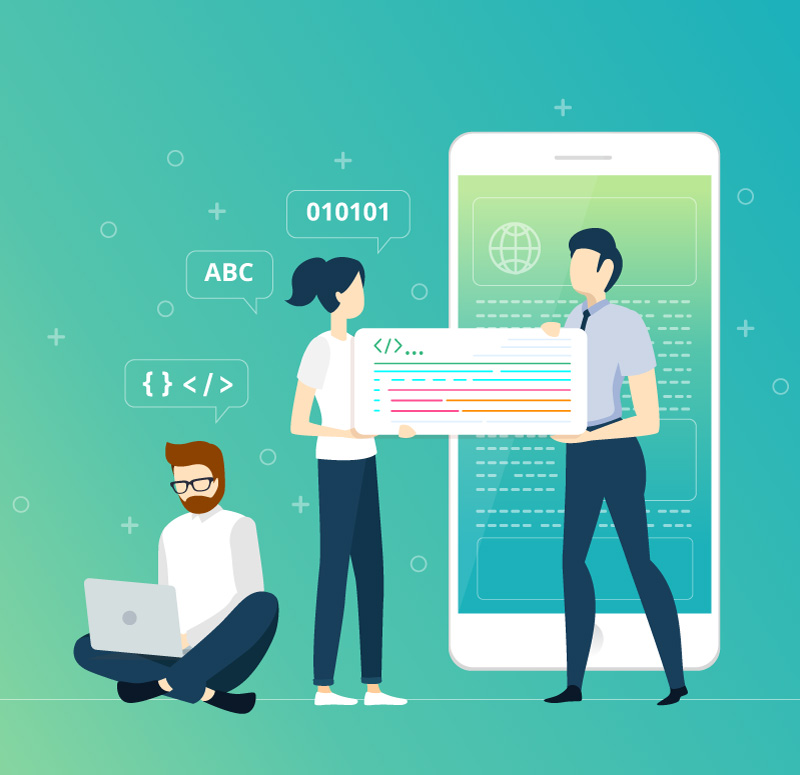 010101
ABC
{ } < / >
</>...